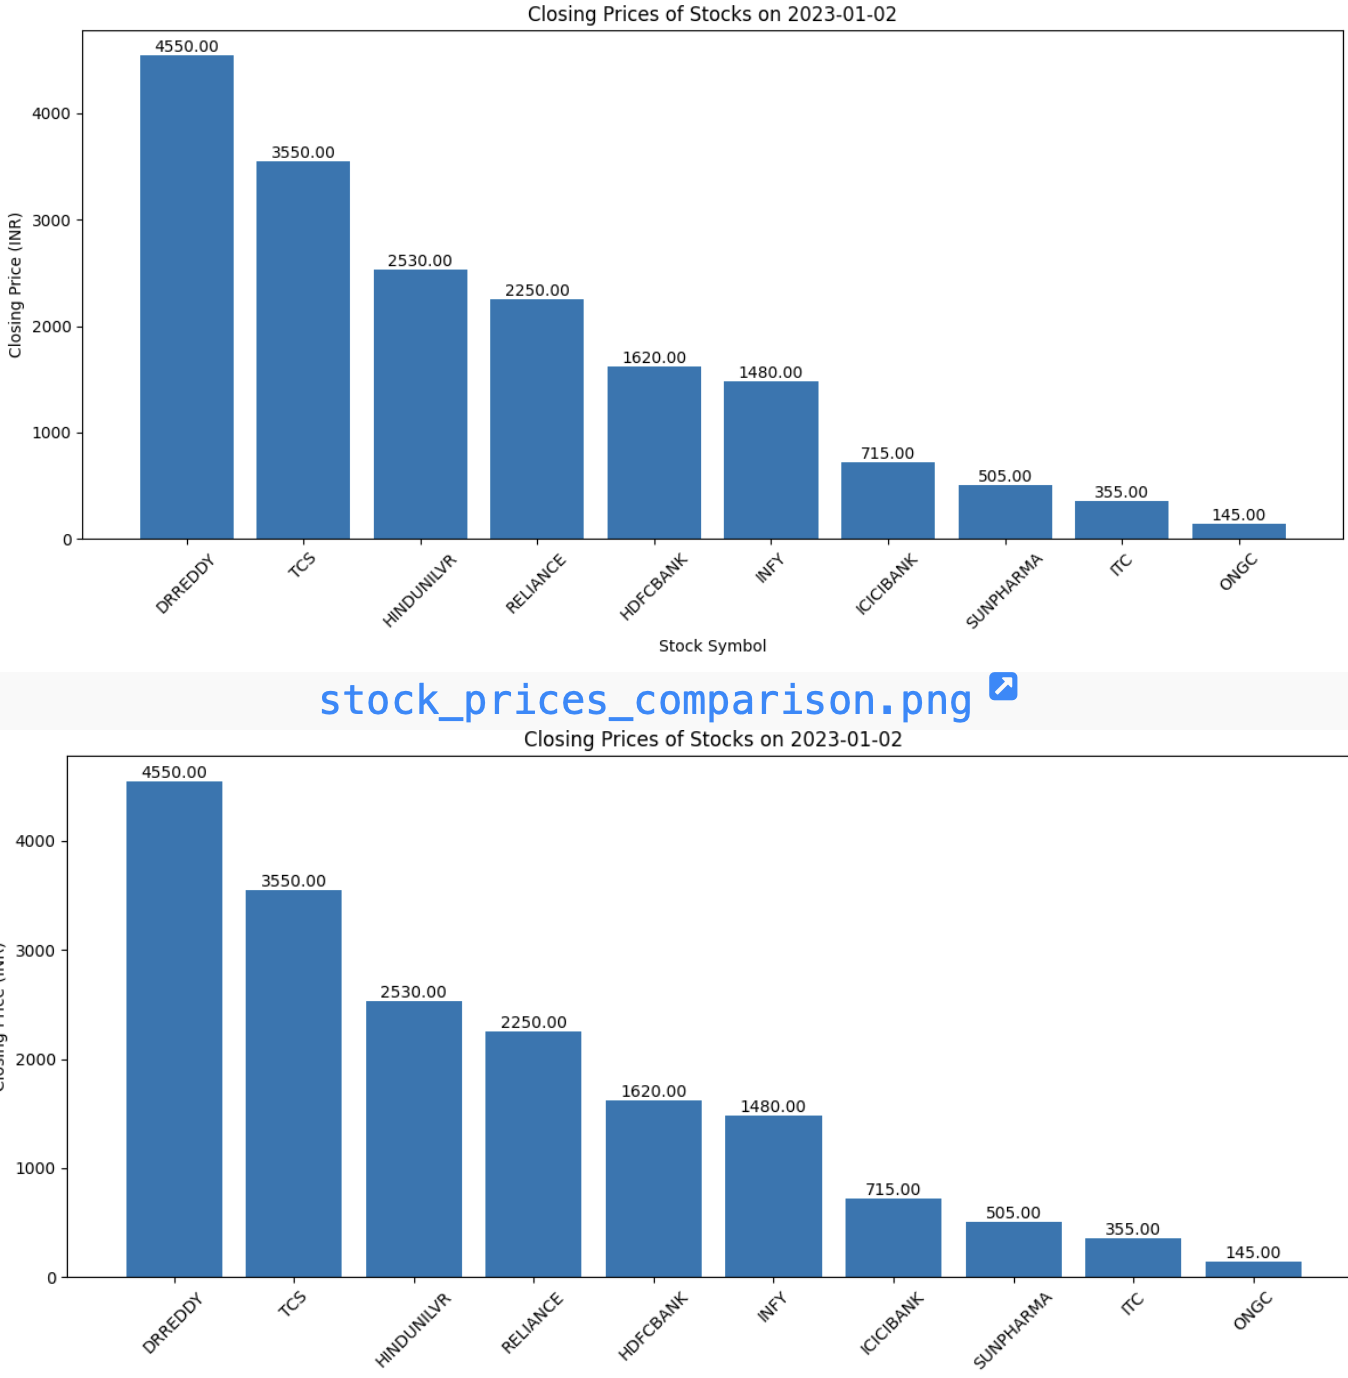 Closing Prices of Stocks on 2023-01-02
4550.00
3550.00
2530.00
2250.00
1620.00
1480.00
715.00
505.00
355.00
145.00
4000
3000
2000
1000
0
Closing Price (INR)
DRREDDY
TCS
HINDUNILVR
RELIANCE
HDFCBANK
INFY
ICICIBANK
SUNPHARMA
ITC
ONGC
Stock Symbol
stock_prices_comparison.png
Closing Prices of Stocks on 2023-01-02
4550.00
3550.00
2530.00
2250.00
1620.00
1480.00
715.00
505.00
355.00
145.00
4000
3000
2000
1000
0
Closing Price (INR)
DRREDDY
TCS
HINDUNILVR
RELIANCE
HDFCBANK
INFY
ICICIBANK
SUNPHARMA
ITC
ONGC